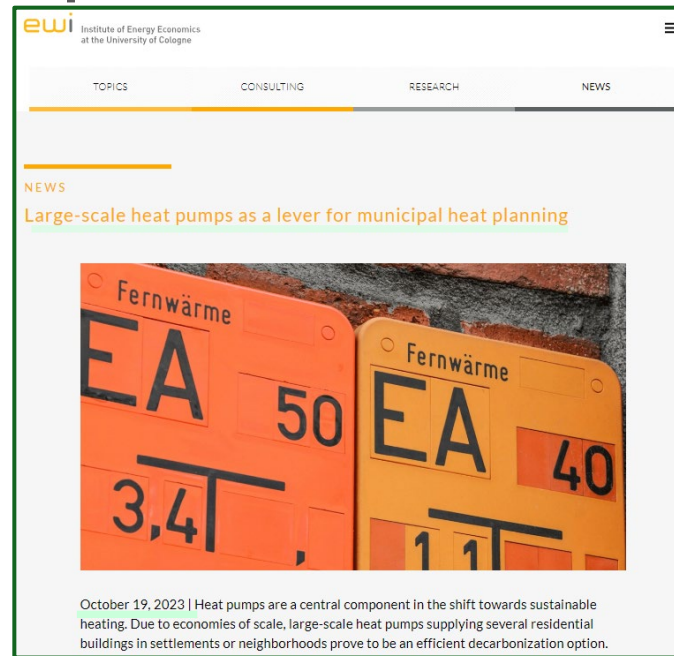 ewi Institute of Energy Economics
at the University of Cologne
TOPICS CONSULTING RESEARCH NEWS
NEWS
Large-scale heat pumps as a lever for municipal heat planning
Fernwärme
EA 50
3,4
Fernwärme
EA 40
1 1
October 19, 2023 | Heat pumps are a central component in the shift towards sustainable
heating. Due to economies of scale, large-scale heat pumps supplying several residential
buildings in settlements or neighborhoods prove to be an efficient decarbonization option.